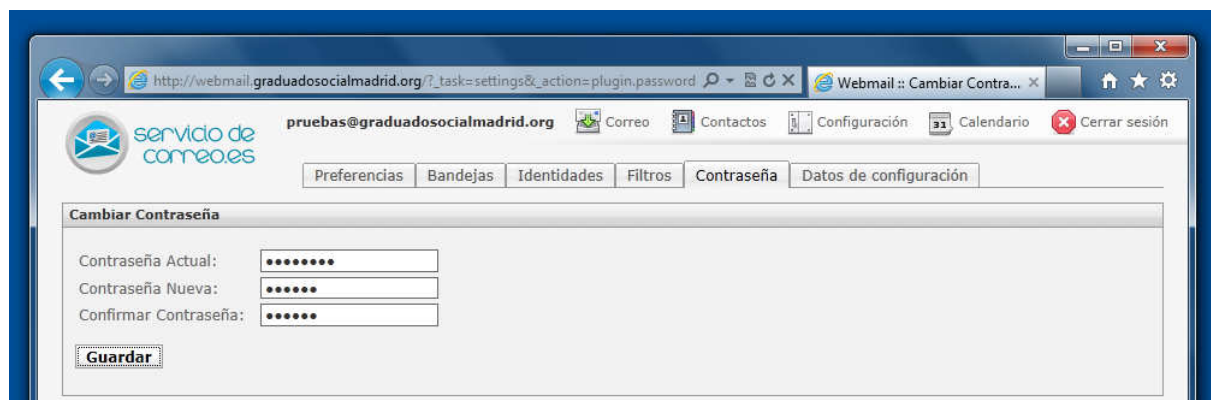 http://webmail.graduadosocialmadrid.org/?_task=settings&_action=plugin.password
Webmail :: Cambiar Contra...
servicio de
correo.es
pruebas@graduadosocialmadrid.org
Correo
Contactos
Configuración
31
Calendario
Cerrar sesión
Preferencias
Bandejas
Identidades
Filtros
Contraseña
Datos de configuración
Cambiar Contraseña
Contraseña Actual: ••••••••
Contraseña Nueva: ••••••
Confirmar Contraseña: ••••••
Guardar